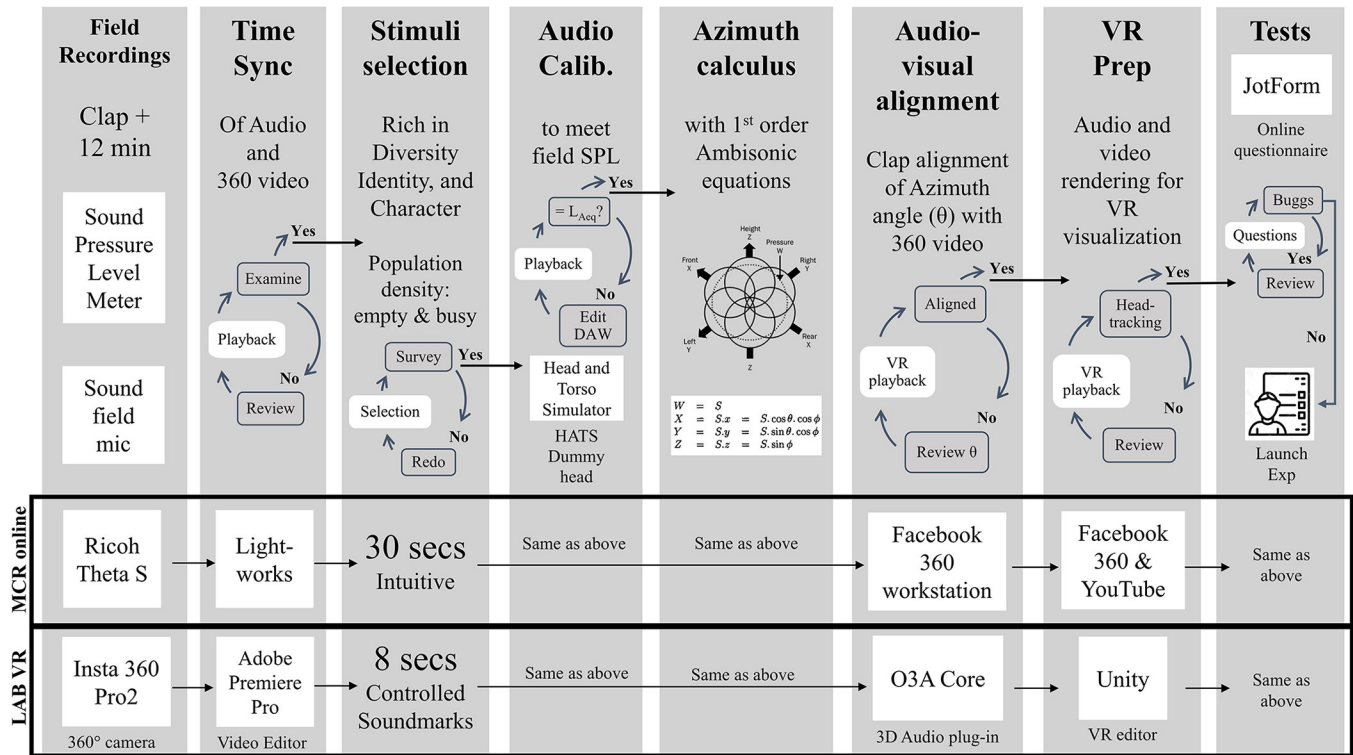 Field
Recordings
Clap +
12 min
Sound
Pressure
Level
Meter
Sound
field
mic
Time
Sync
Of Audio
and
360 video
Yes
Examine
Playback
No
Review
Stimuli
selection
Rich in
Diversity
Identity, and
Character
Population
density:
empty & busy
Survey
Yes
Selection
No
Redo
Audio
Calib.
to meet
field SPL
Yes
= LAeq?
Playback
No
Edit
DAW
Head and
Torso
Simulator
HATS
Dummy
head
Azimuth
calculus
with 1st order
Ambisonic
equations
Height
Z
Pressure
W
Front
X
Right
Y
Left
Y
Rear
X
Z
W = S
X = S.x = S.cosθ.cosϕ
Y = S.y = S.sinθ.cosϕ
Z = S.z = S.sinϕ
Audio-
visual
alignment
Clap alignment
of Azimuth
angle (θ) with
360 video
Yes
Aligned
VR
playback
No
Review θ
VR
Prep
Audio and
video
rendering for
VR
visualization
Yes
Head-
tracking
VR
playback
No
Review
Tests
JotForm
Online
questionnaire
Buggs
Questions
Yes
Review
No
Launch
Exp
MCR online
Ricoh
Theta S
Light-
works
30 secs
Intuitive
Same as above
Same as above
Facebook
360
workstation
Facebook
360 &
YouTube
Same as
above
LAB VR
Insta 360
Pro2
360° camera
Adobe
Premiere
Pro
Video Editor
8 secs
Controlled
Soundmarks
Same as above
Same as above
O3A Core
3D Audio plug-in
Unity
VR editor
Same as
above